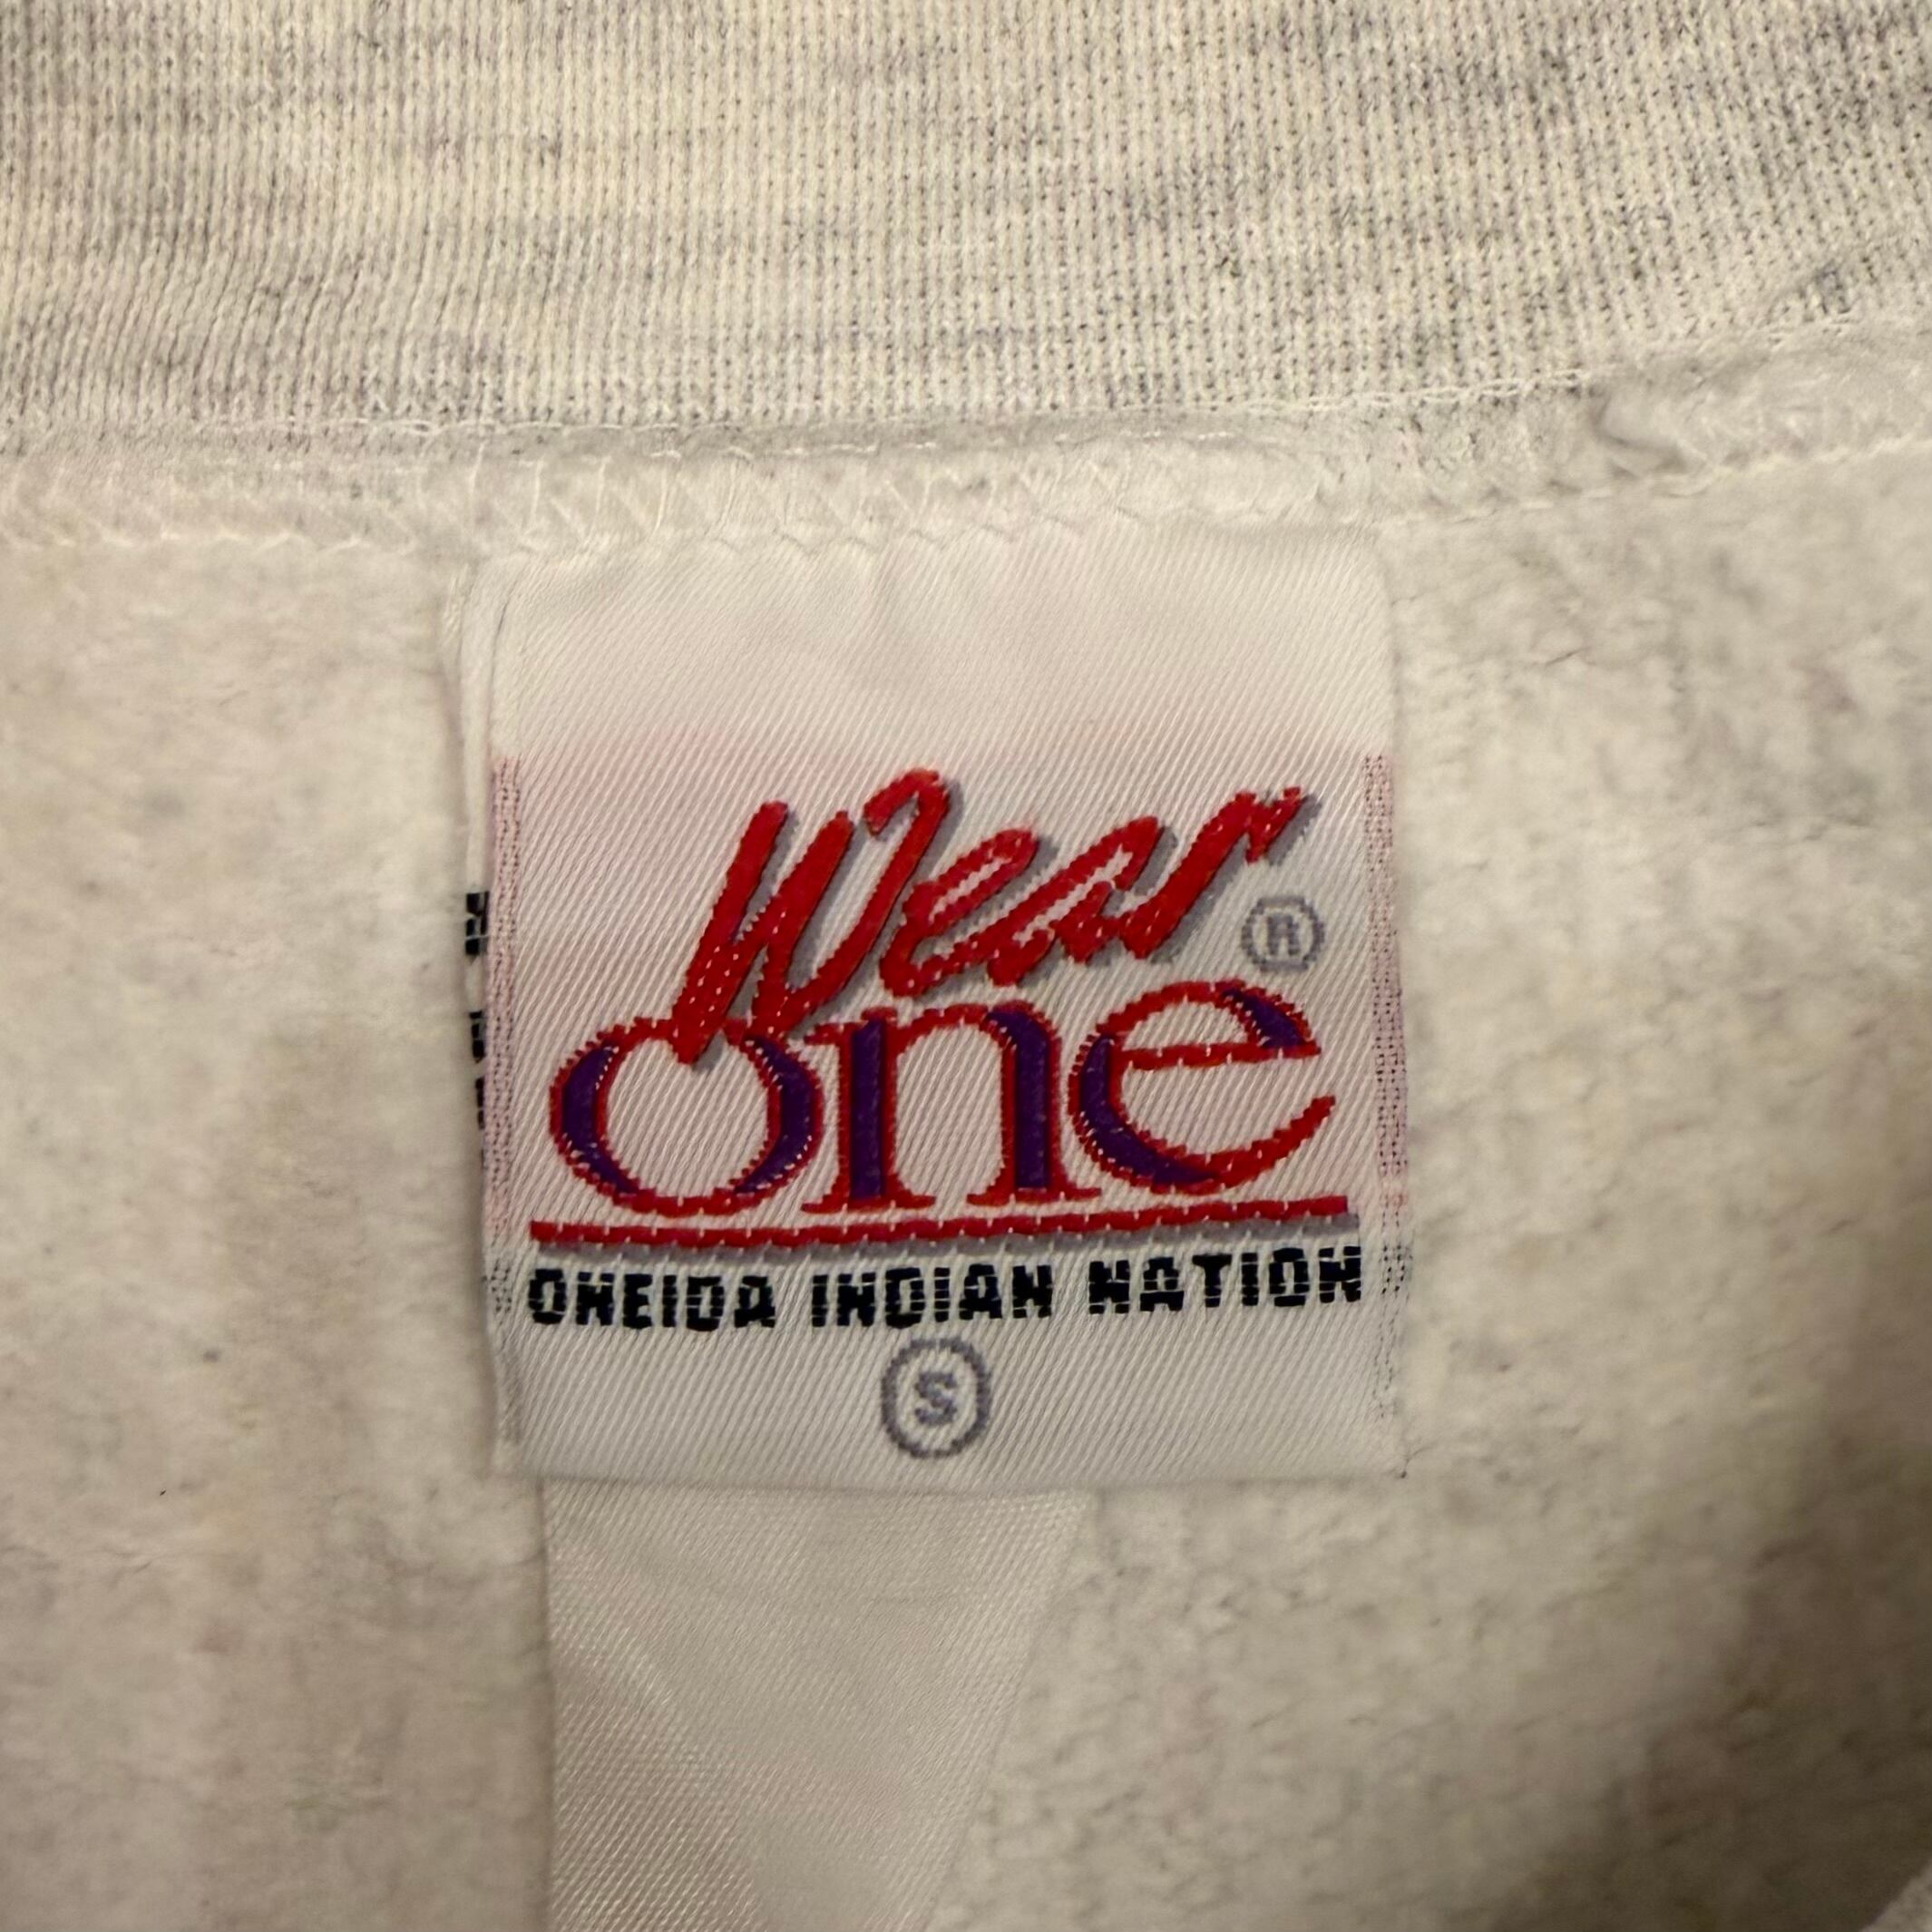 Wear
one ®
ONEIDA INDIAN NATION
S